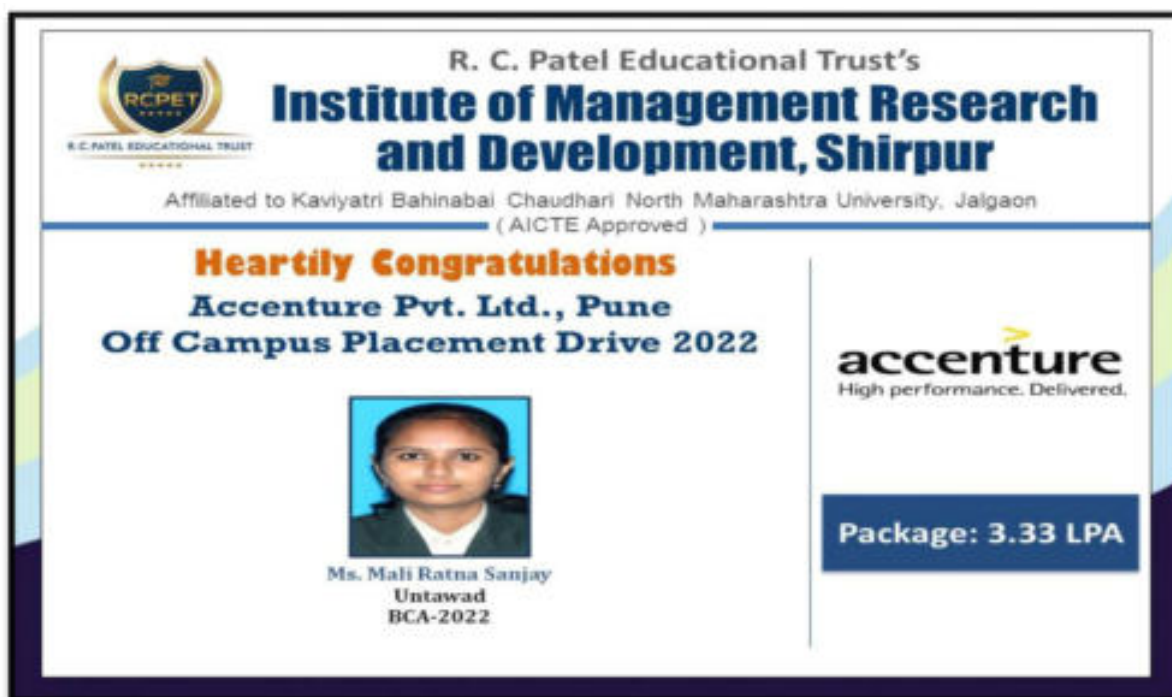 RCPET
R. C. PATEL EDUCATIONAL TRUST
R. C. Patel Educational Trust's
Institute of Management Research
and Development, Shirpur
Affiliated to Kaviyatri Bahinabai Chaudhari North Maharashtra University, Jalgaon
( AICTE Approved )
Heartily Congratulations
Accenture Pvt. Ltd., Pune
Off Campus Placement Drive 2022
Ms. Mali Ratna Sanjay
Untawad
BCA-2022
accenture
High performance. Delivered.
Package: 3.33 LPA